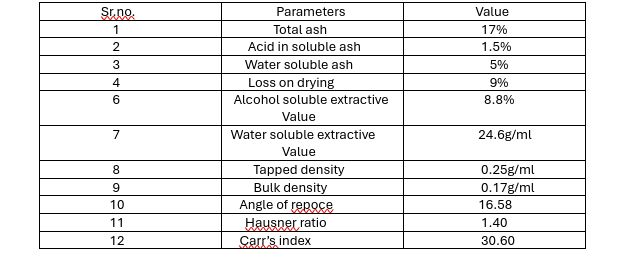 Sr.no. Parameters Value
1 Total ash 17%
2 Acid in soluble ash 1.5%
3 Water soluble ash 5%
4 Loss on drying 9%
6 Alcohol soluble extractive 8.8%
Value
7 Water soluble extractive 24.6g/ml
Value
8 Tapped density 0.25g/ml
9 Bulk density 0.17g/ml
10 Angle of repoce 16.58
11 Hausner ratio 1.40
12 Carr's index 30.60